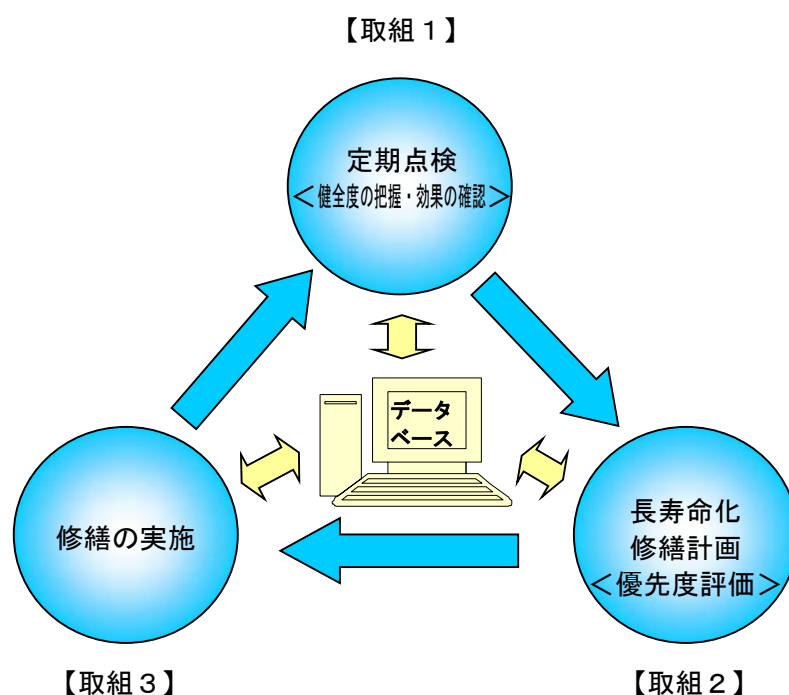 【取組１】
定期点検
＜健全度の把握・効果の確認＞
データ
ベース
修繕の実施
長寿命化
修繕計画
＜優先度評価＞
【取組３】
【取組２】